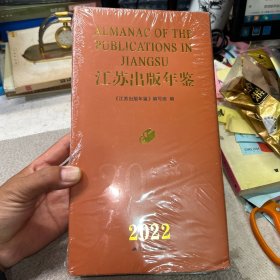 ALMANAC OF THE
PUBLICATIONS IN
JIANGSU
江苏出版年鉴
《江苏出版年鉴》编写组 编
2022